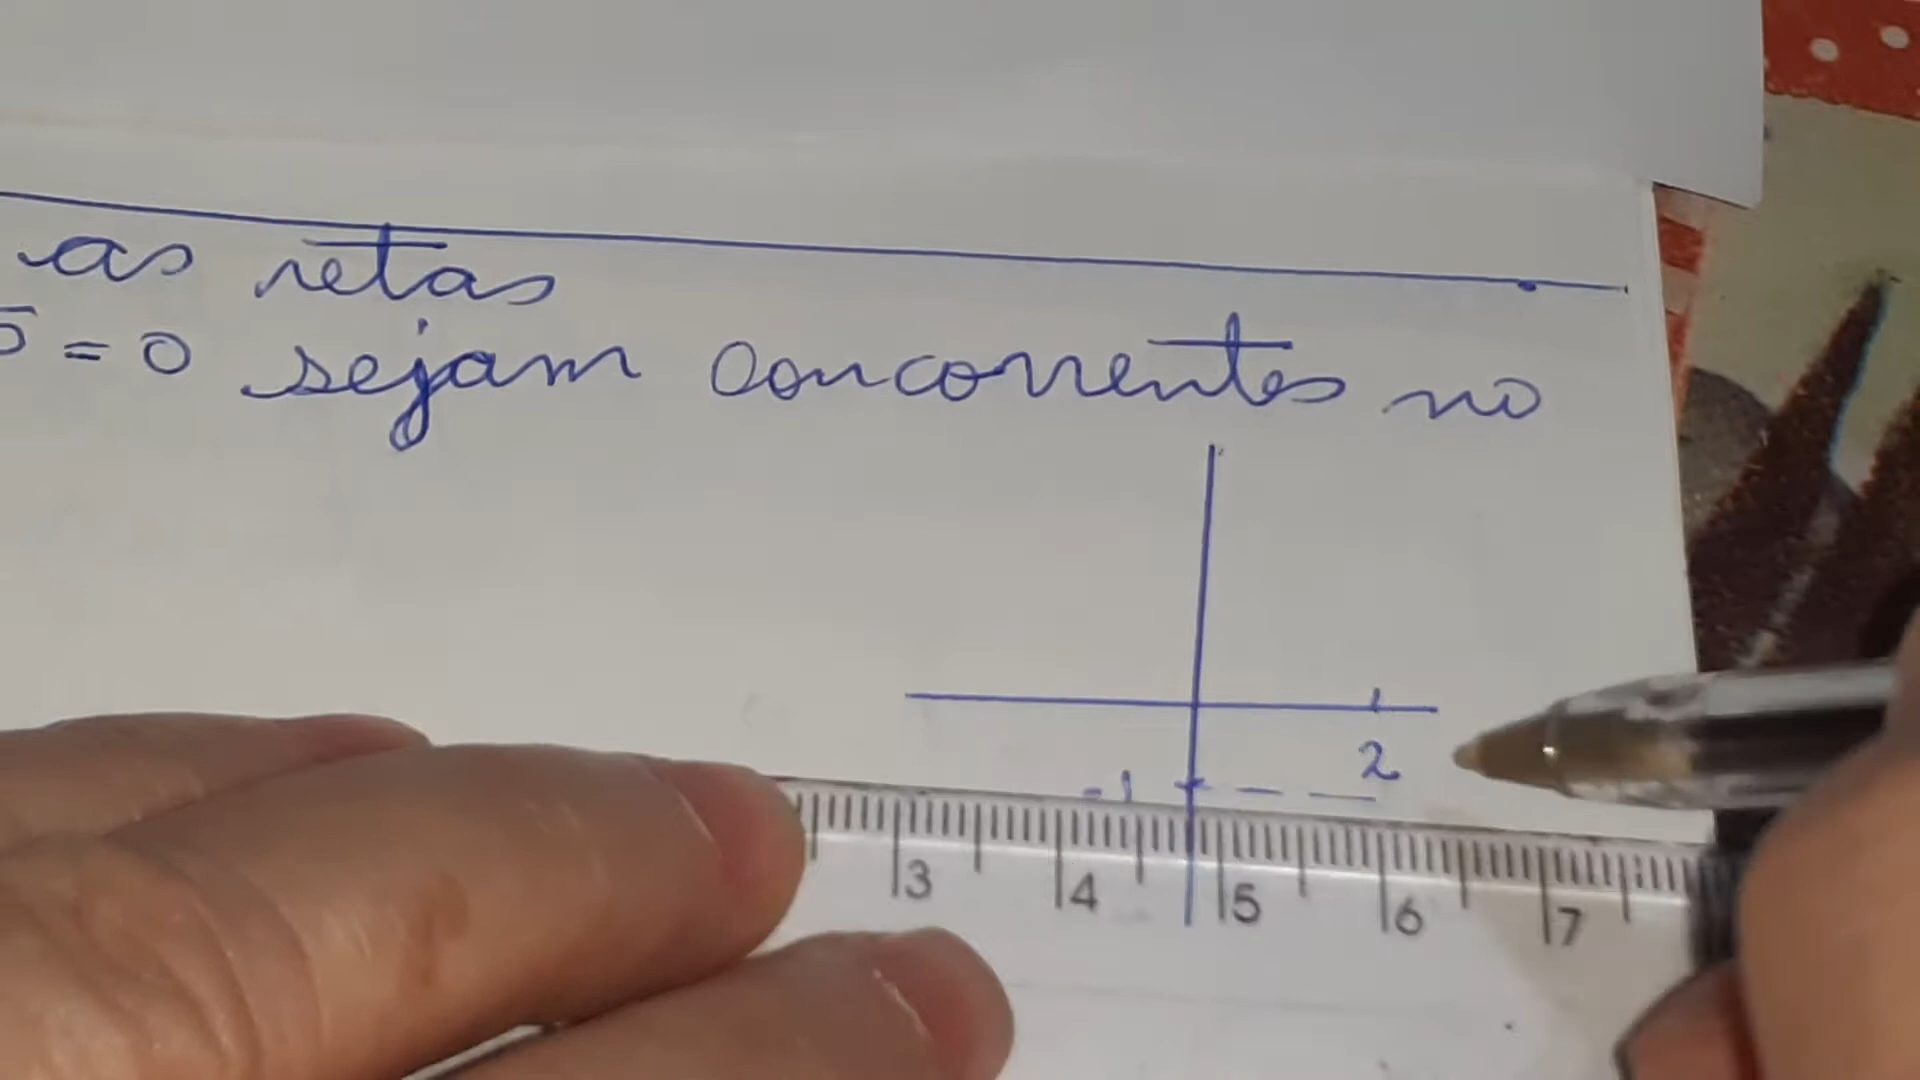 as retas
= 0 sejam concorrentes no
2
-1
3 4 5 6 7